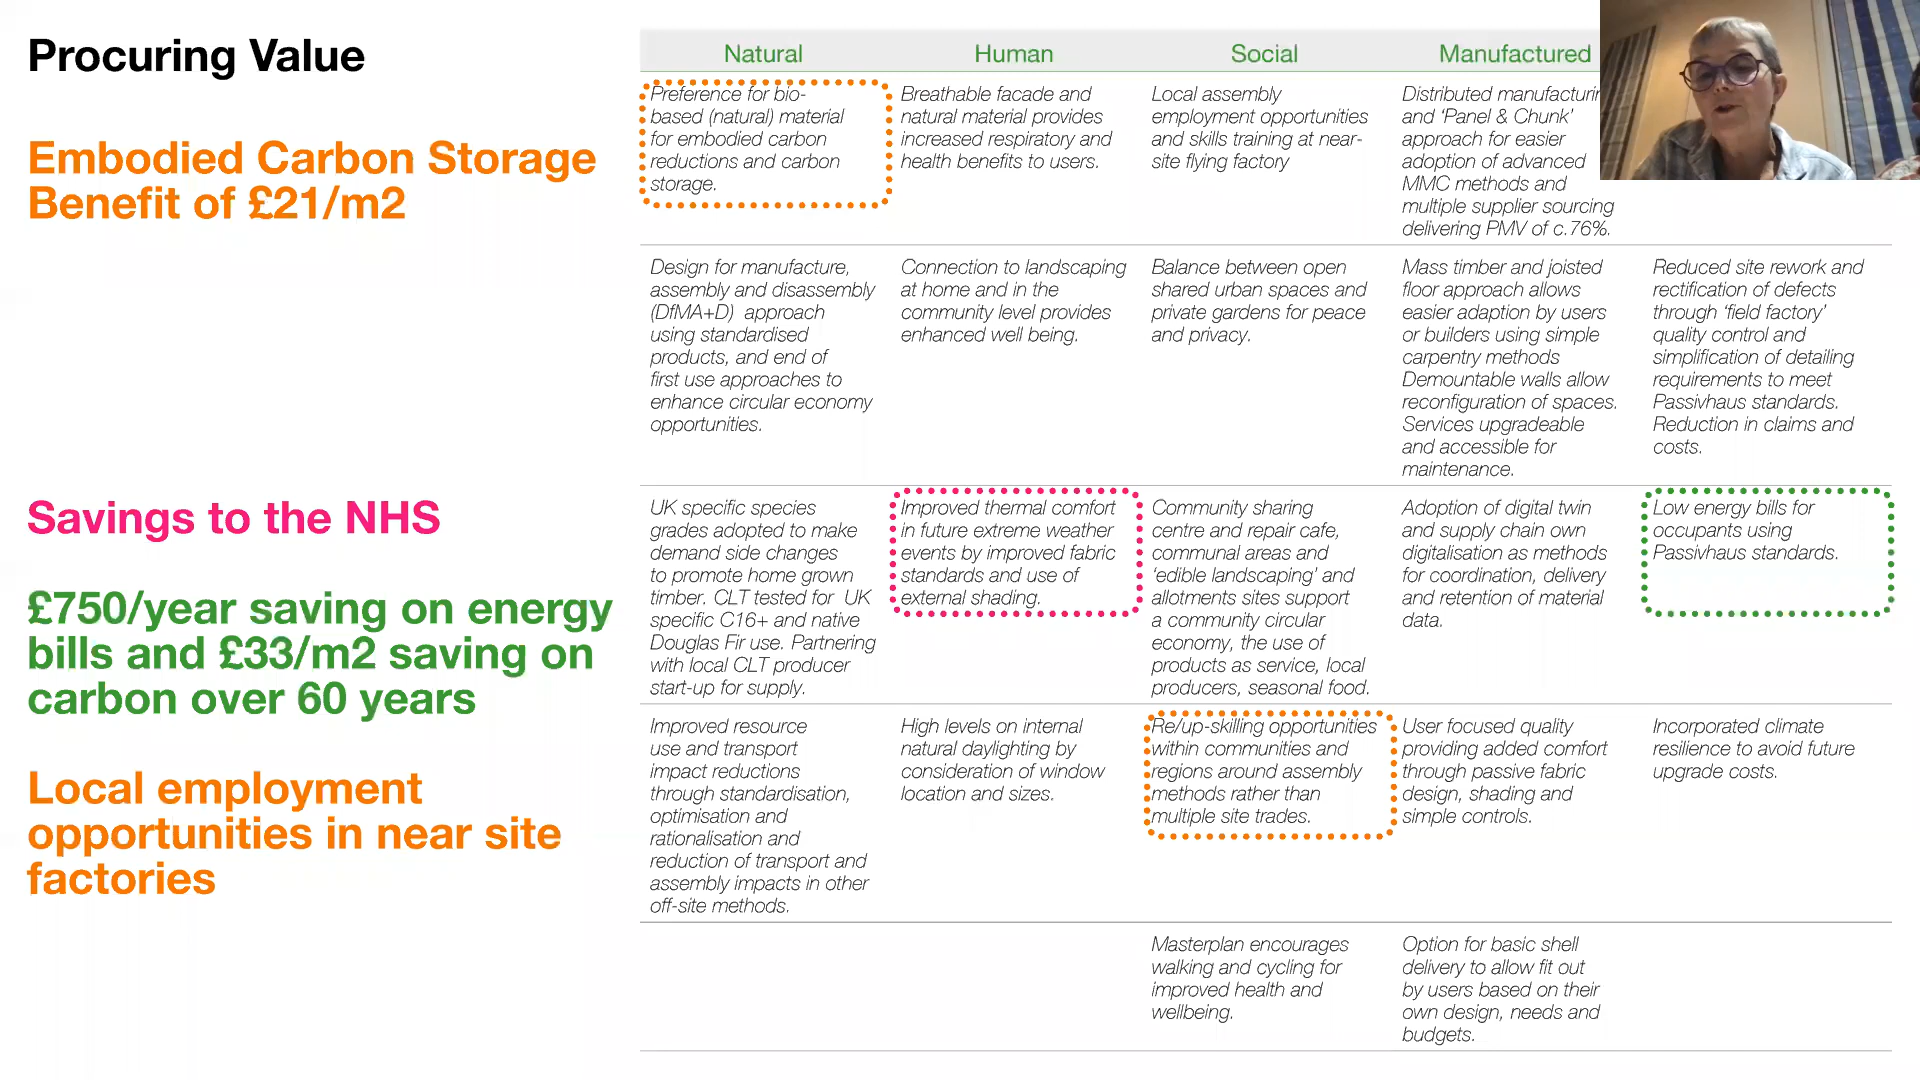 Procuring Value
Embodied Carbon Storage
Benefit of £21/m2
Savings to the NHS
£750/year saving on energy
bills and £33/m2 saving on
carbon over 60 years
Local employment
opportunities in near site
factories
Natural
Human
Social
Manufactured
Preference for bio-
based (natural) material
for embodied carbon
reductions and carbon
storage.
Breathable facade and
natural material provides
increased respiratory and
health benefits to users.
Local assembly
employment opportunities
and skills training at near-
site flying factory
Distributed
and ‘Panel & Chunk’
approach for easier
adoption of advanced
MMC methods and
multiple supplier sourcing
delivering PMV of c.76%.
Design for manufacture,
assembly and disassembly
(DfMA+D) approach
using standardised
products, and end of
first use approaches to
enhance circular economy
opportunities.
Connection to landscaping
at home and in the
community level provides
enhanced well being.
Balance between open
shared urban spaces and
private gardens for peace
and privacy.
Mass timber and joisted
floor approach allows
easier adaption by users
or builders using simple
carpentry methods
Demountable walls allow
reconfiguration of spaces.
Services upgradeable
and accessible for
maintenance.
Reduced site rework and
rectification of defects
through ‘field factory’
quality control and
simplification of detailing
requirements to meet
Passivhaus standards.
Reduction in claims and
costs.
UK specific species
grades adopted to make
demand side changes
to promote home grown
timber. CLT tested for UK
specific C16+ and native
Douglas Fir use. Partnering
with local CLT producer
start-up for supply.
Improved thermal comfort
in future extreme weather
events by improved fabric
standards and use of
external shading.
Community sharing
centre and repair cafe,
communal areas and
‘edible landscaping’ and
allotments sites support
a community circular
economy, the use of
products as service, local
producers, seasonal food.
Adoption of digital twin
and supply chain own
digitalisation as methods
for coordination, delivery
and retention of material
data.
Low energy bills for
occupants using
Passivhaus standards.
Improved resource
use and transport
impact reductions
through standardisation,
optimisation and
rationalisation and
reduction of transport and
assembly impacts in other
off-site methods.
High levels on internal
natural daylighting by
consideration of window
location and sizes.
Re/up-skilling opportunities
within communities and
regions around assembly
methods rather than
multiple site trades.
User focused quality
providing added comfort
through passive fabric
design, shading and
simple controls.
Incorporated climate
resilience to avoid future
upgrade costs.
Masterplan encourages
walking and cycling for
improved health and
wellbeing.
Option for basic shell
delivery to allow fit out
by users based on their
own design, needs and
budgets.